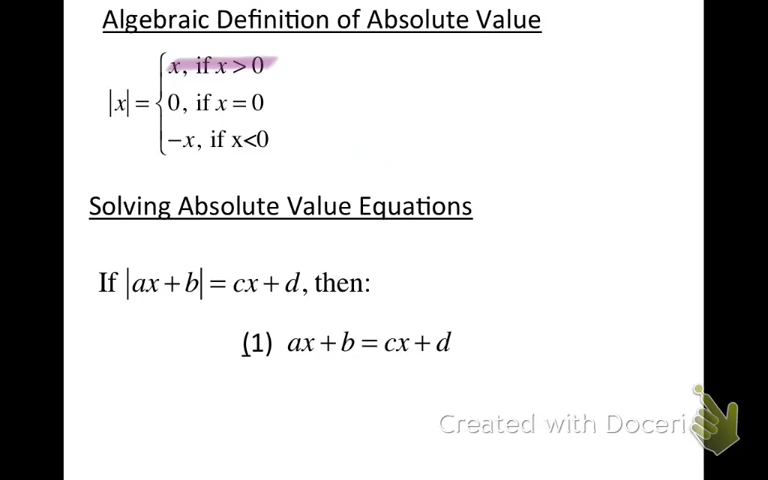 Algebraic Definition of Absolute Value
x, if x > 0
|x| = 0, if x = 0
−x, if x<0
Solving Absolute Value Equations
If |ax + b| = cx + d, then:
(1) ax + b = cx + d
Created with Doceri